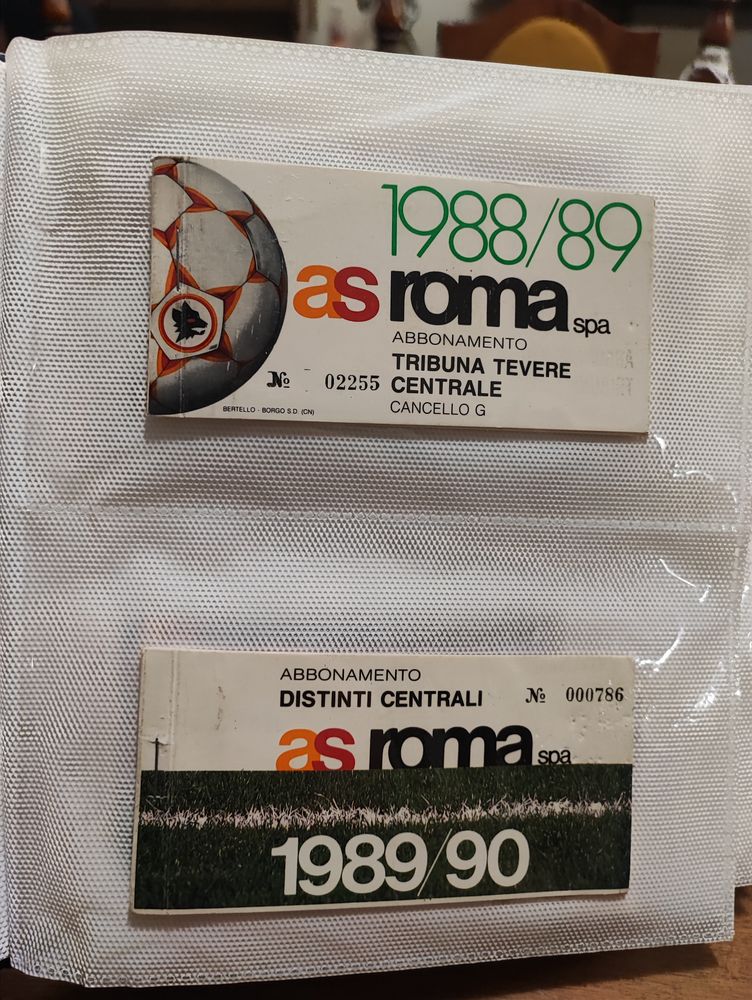 1988/89
as roma spa
ABBONAMENTO
TRIBUNA TEVERE
CENTRALE
CANCELLO G
№ 02255
BERTELLO - BORGO S.D. (CN)
ABBONAMENTO
DISTINTI CENTRALI
№ 000786
as roma spa
1989/90